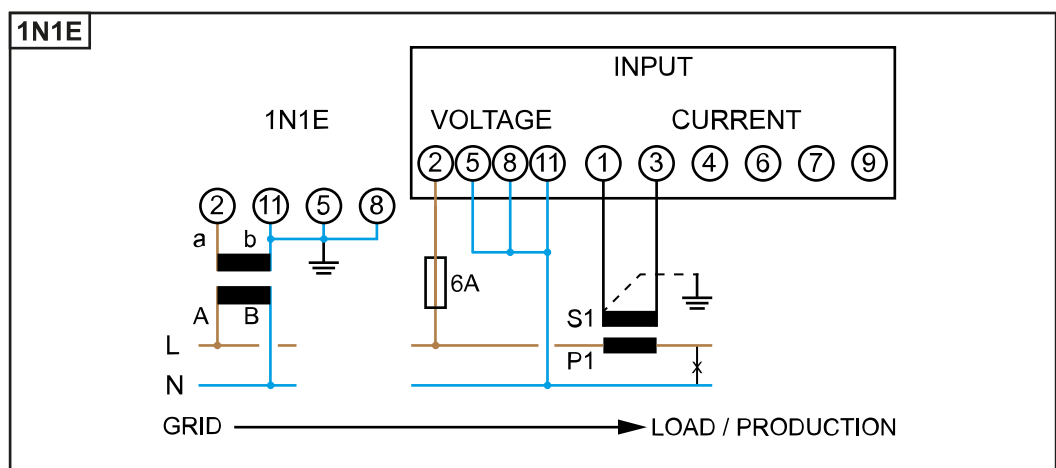 1N1E
INPUT
1N1E
VOLTAGE CURRENT
2 5 8 11 1 3 4 6 7 9
2 11 5 8
a b
6A
A B
S1
L
P1
x
N
GRID LOAD / PRODUCTION